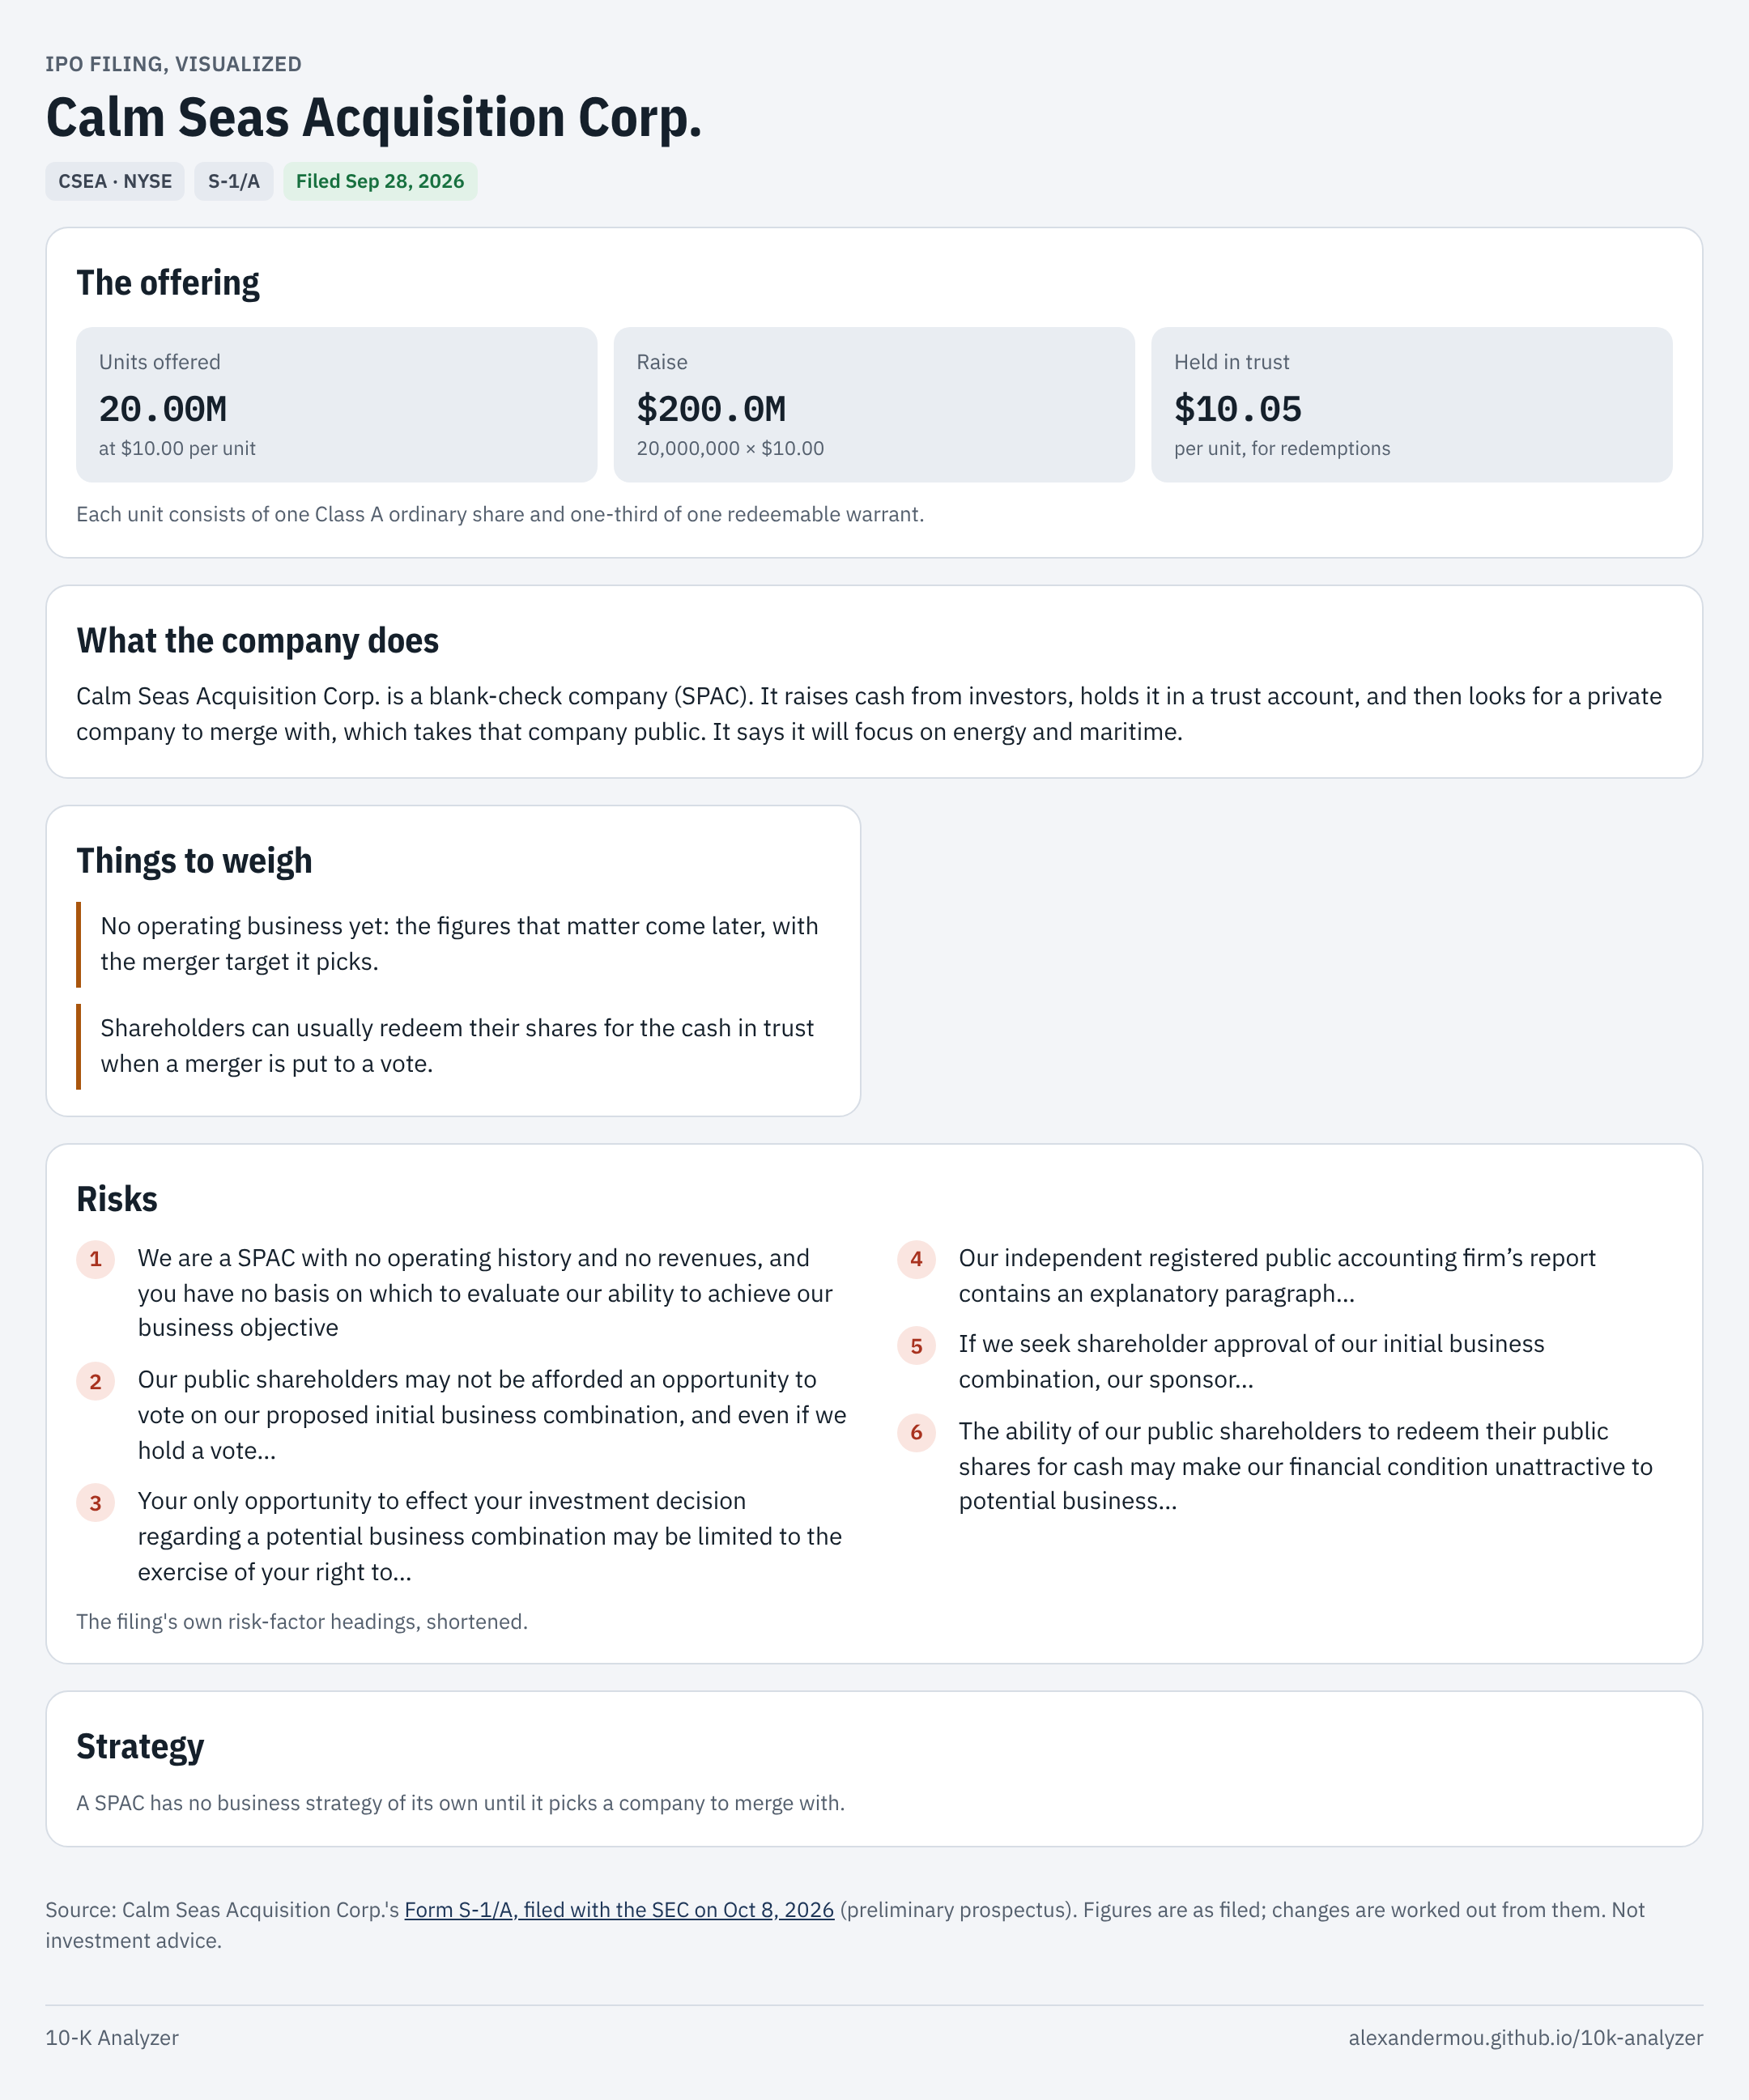 IPO FILING, VISUALIZED
Calm Seas Acquisition Corp.
CSEA · NYSE
S-1/A
Filed Sep 28, 2026
The offering
Units offered
20.00M
at $10.00 per unit
Raise
$200.0M
20,000,000 × $10.00
Held in trust
$10.05
per unit, for redemptions
Each unit consists of one Class A ordinary share and one-third of one redeemable warrant.
What the company does
Calm Seas Acquisition Corp. is a blank-check company (SPAC). It raises cash from investors, holds it in a trust account, and then looks for a private
company to merge with, which takes that company public. It says it will focus on energy and maritime.
Things to weigh
No operating business yet: the figures that matter come later, with
the merger target it picks.
Shareholders can usually redeem their shares for the cash in trust
when a merger is put to a vote.
Risks
1
We are a SPAC with no operating history and no revenues, and
you have no basis on which to evaluate our ability to achieve our
business objective
2
Our public shareholders may not be afforded an opportunity to
vote on our proposed initial business combination, and even if we
hold a vote…
3
Your only opportunity to effect your investment decision
regarding a potential business combination may be limited to the
exercise of your right to…
4
Our independent registered public accounting firm’s report
contains an explanatory paragraph…
5
If we seek shareholder approval of our initial business
combination, our sponsor…
6
The ability of our public shareholders to redeem their public
shares for cash may make our financial condition unattractive to
potential business…
The filing's own risk-factor headings, shortened.
Strategy
A SPAC has no business strategy of its own until it picks a company to merge with.
Source: Calm Seas Acquisition Corp.'s Form S-1/A, filed with the SEC on Oct 8, 2026 (preliminary prospectus). Figures are as filed; changes are worked out from them. Not
investment advice.
10-K Analyzer
alexandermou.github.io/10k-analyzer